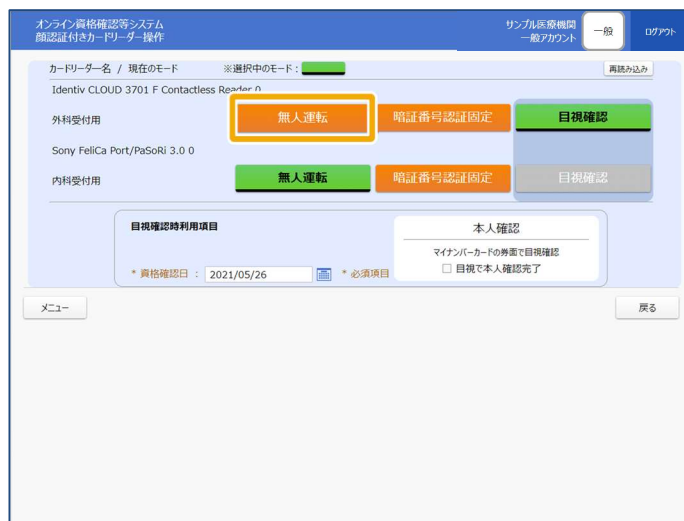 オンライン資格確認等システム
顔認証付きカードリーダー操作
サンプル医療機関
一般アカウント
一般
ログアウト
カードリーダー名 / 現在のモード ※選択中のモード：
再読み込み
Identiv CLOUD 3701 F Contactless Reader 0
外科受付用 無人運転 暗証番号認証固定 目視確認
Sony FeliCa Port/PaSoRi 3.0 0
内科受付用 無人運転 暗証番号認証固定 目視確認
目視確認時利用項目
本人確認
マイナンバーカードの券面で目視確認
目視で本人確認完了
* 資格確認日 ： 2021/05/26 * 必須項目
メニュー
戻る